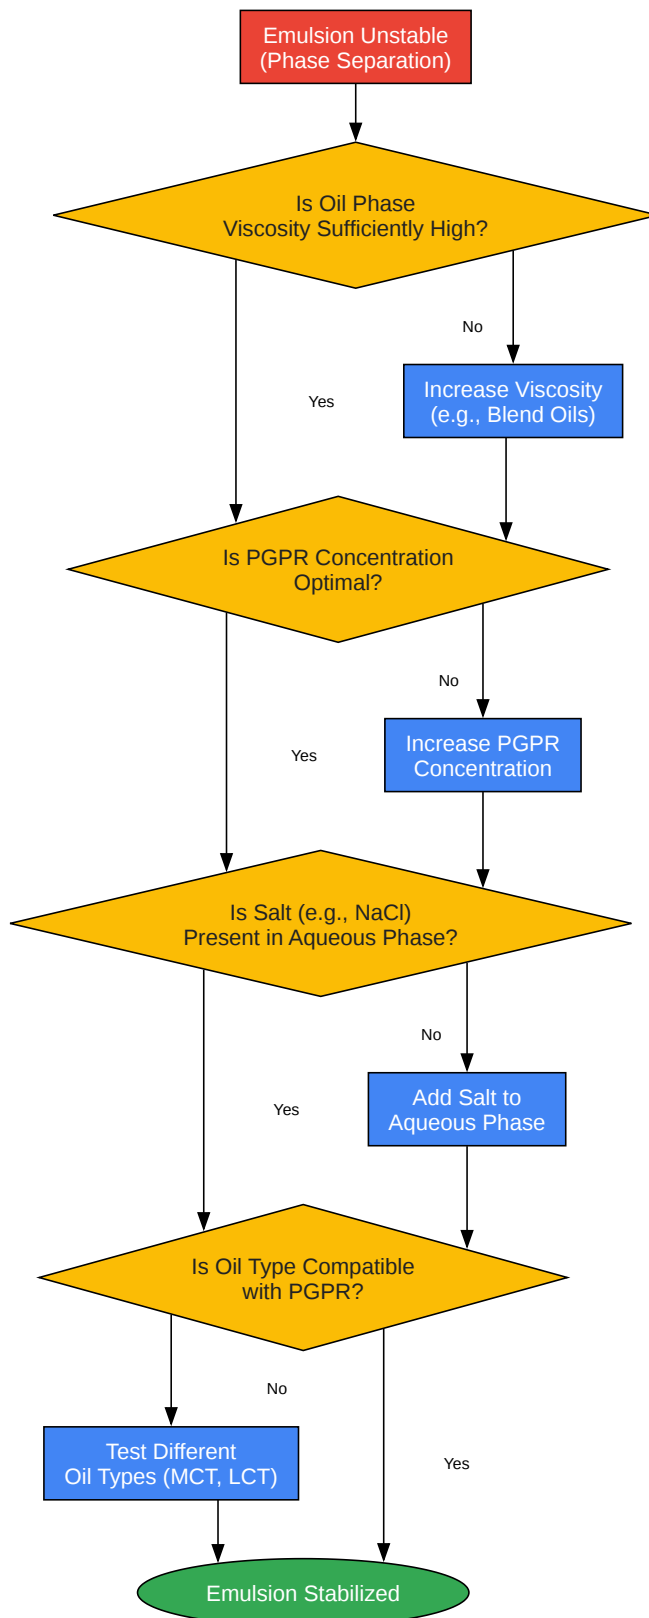 Emulsion Unstable
(Phase Separation)
Is Oil Phase
Viscosity Sufficiently High?
No
Increase Viscosity
(e.g., Blend Oils)
Yes
Is PGPR Concentration
Optimal?
No
Increase PGPR
Concentration
Yes
Is Salt (e.g., NaCl)
Present in Aqueous Phase?
No
Add Salt to
Aqueous Phase
Yes
Is Oil Type Compatible
with PGPR?
No
Test Different
Oil Types (MCT, LCT)
Yes
Emulsion Stabilized